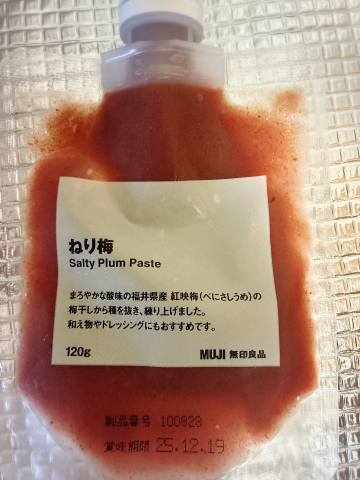 ねり梅
Salty Plum Paste
まろやかな酸味の福井県産 紅映梅(べにさしうめ)の
梅干しから種を抜き、練り上げました。
和え物やドレッシングにもおすすめです。
120g
MUJI 無印良品
製品番号 100828
賞味期限 25.12.19